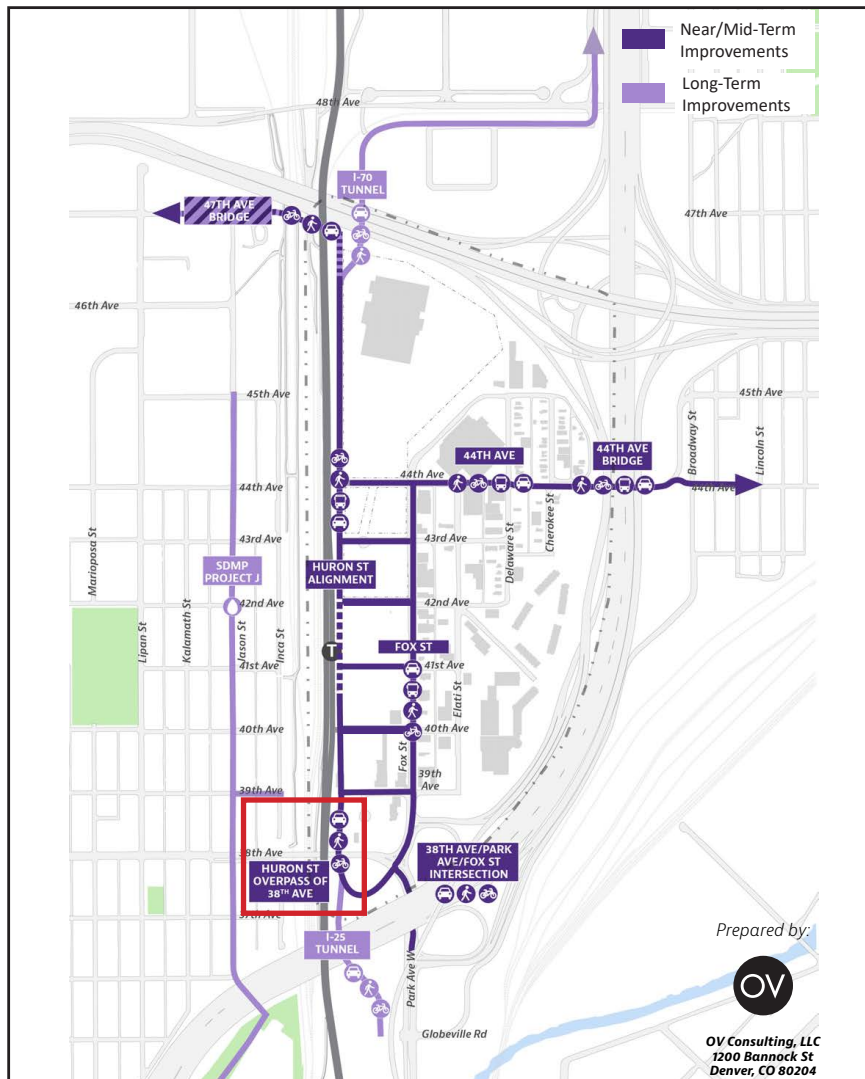 Near/Mid-Term
Improvements
Long-Term
Improvements
48th Ave
I-70
TUNNEL
47TH AVE
BRIDGE
47th Ave
46th Ave
45th Ave
45th Ave
Broadway St
Lincoln St
44TH AVE
44TH AVE
BRIDGE
44th Ave
44th Ave
44th Ave
Marioposa St
43rd Ave
43rd Ave
Delaware St
Cherokee St
SDMP
PROJECT J
HURON ST
ALIGNMENT
42nd Ave
42nd Ave
Lipan St
Kalamath St
Jason St
Inca St
T
FOX ST
41st Ave
41st Ave
Elati St
40th Ave
40th Ave
Fox St
39th
Ave
39th Ave
38th Ave
HURON ST
OVERPASS OF
38TH AVE
38TH AVE/PARK
AVE/FOX ST
INTERSECTION
37th Ave
I-25
TUNNEL
Park Ave W
Globeville Rd
Prepared by:
OV
OV Consulting, LLC
1200 Bannock St
Denver, CO 80204